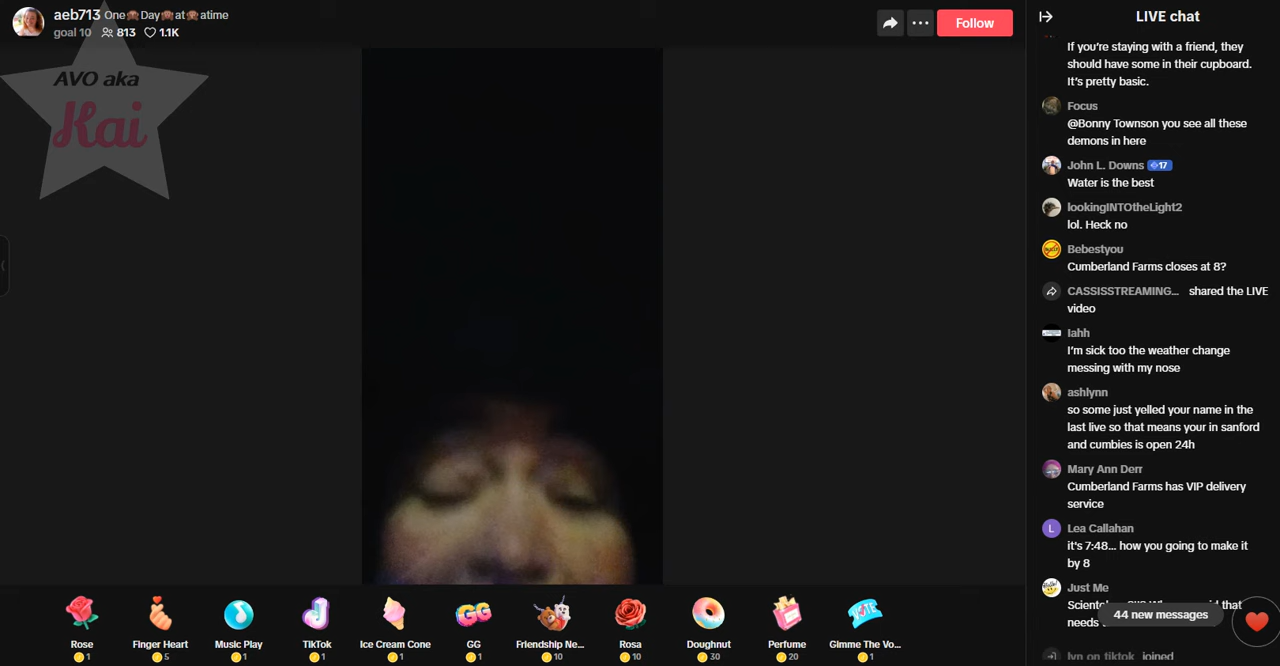 aeb713 One🙈Day🙈at🙈atime
goal 10 813 1.1K
AVO aka
Kai
Follow
LIVE chat
If you're staying with a friend, they
should have some in their cupboard.
It's pretty basic.
Focus
@Bonny Townson you see all these
demons in here
John L. Downs 17
Water is the best
lookingINTOtheLight2
lol. Heck no
Bebestyou
Cumberland Farms closes at 8?
CASSISSTREAMING... shared the LIVE
video
Iahh
I'm sick too the weather change
messing with my nose
ashlynn
so some just yelled your name in the
last live so that means your in sanford
and cumbies is open 24h
Mary Ann Derr
Cumberland Farms has VIP delivery
service
L Lea Callahan
it's 7:48... how you going to make it
by 8
Just Me
that
needs
44 new messages
lyn on tiktok joined
Rose
1
Finger Heart
5
Music Play
1
TikTok
1
Ice Cream Cone
1
GG
1
Friendship Ne...
10
Rosa
10
Doughnut
30
Perfume
20
GImme The Vo...
1